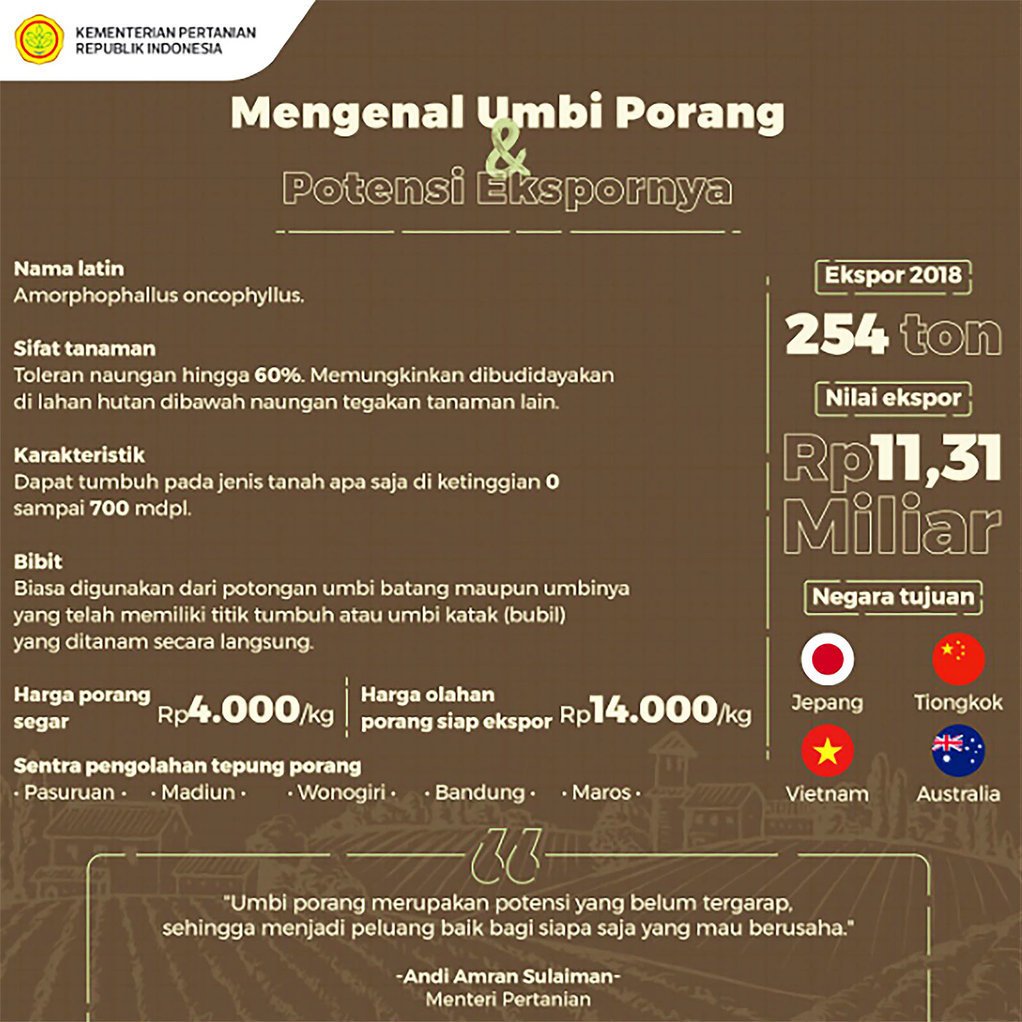 KEMENTERIAN PERTANIAN
REPUBLIK INDONESIA
Mengenal Umbi Porang
&
Potensi Ekspornya
Nama latin
Amorphophallus oncophyllus.
Sifat tanaman
Toleran naungan hingga 60%. Memungkinkan dibudidayakan
di lahan hutan dibawah naungan tegakan tanaman lain.
Karakteristik
Dapat tumbuh pada jenis tanah apa saja di ketinggian 0
sampai 700 mdpl.
Bibit
Biasa digunakan dari potongan umbi batang maupun umbinya
yang telah memiliki titik tumbuh atau umbi katak (bubil)
yang ditanam secara langsung.
Harga porang
segar
Rp4.000/kg
Harga olahan
porang siap ekspor
Rp14.000/kg
Sentra pengolahan tepung porang
· Pasuruan · · Madiun · · Wonogiri · · Bandung · · Maros ·
Ekspor 2018
254 ton
Nilai ekspor
Rp11,31
Miliar
Negara tujuan
Jepang
Tiongkok
Vietnam
Australia
"Umbi porang merupakan potensi yang belum tergarap,
sehingga menjadi peluang baik bagi siapa saja yang mau berusaha."
-Andi Amran Sulaiman-
Menteri Pertanian